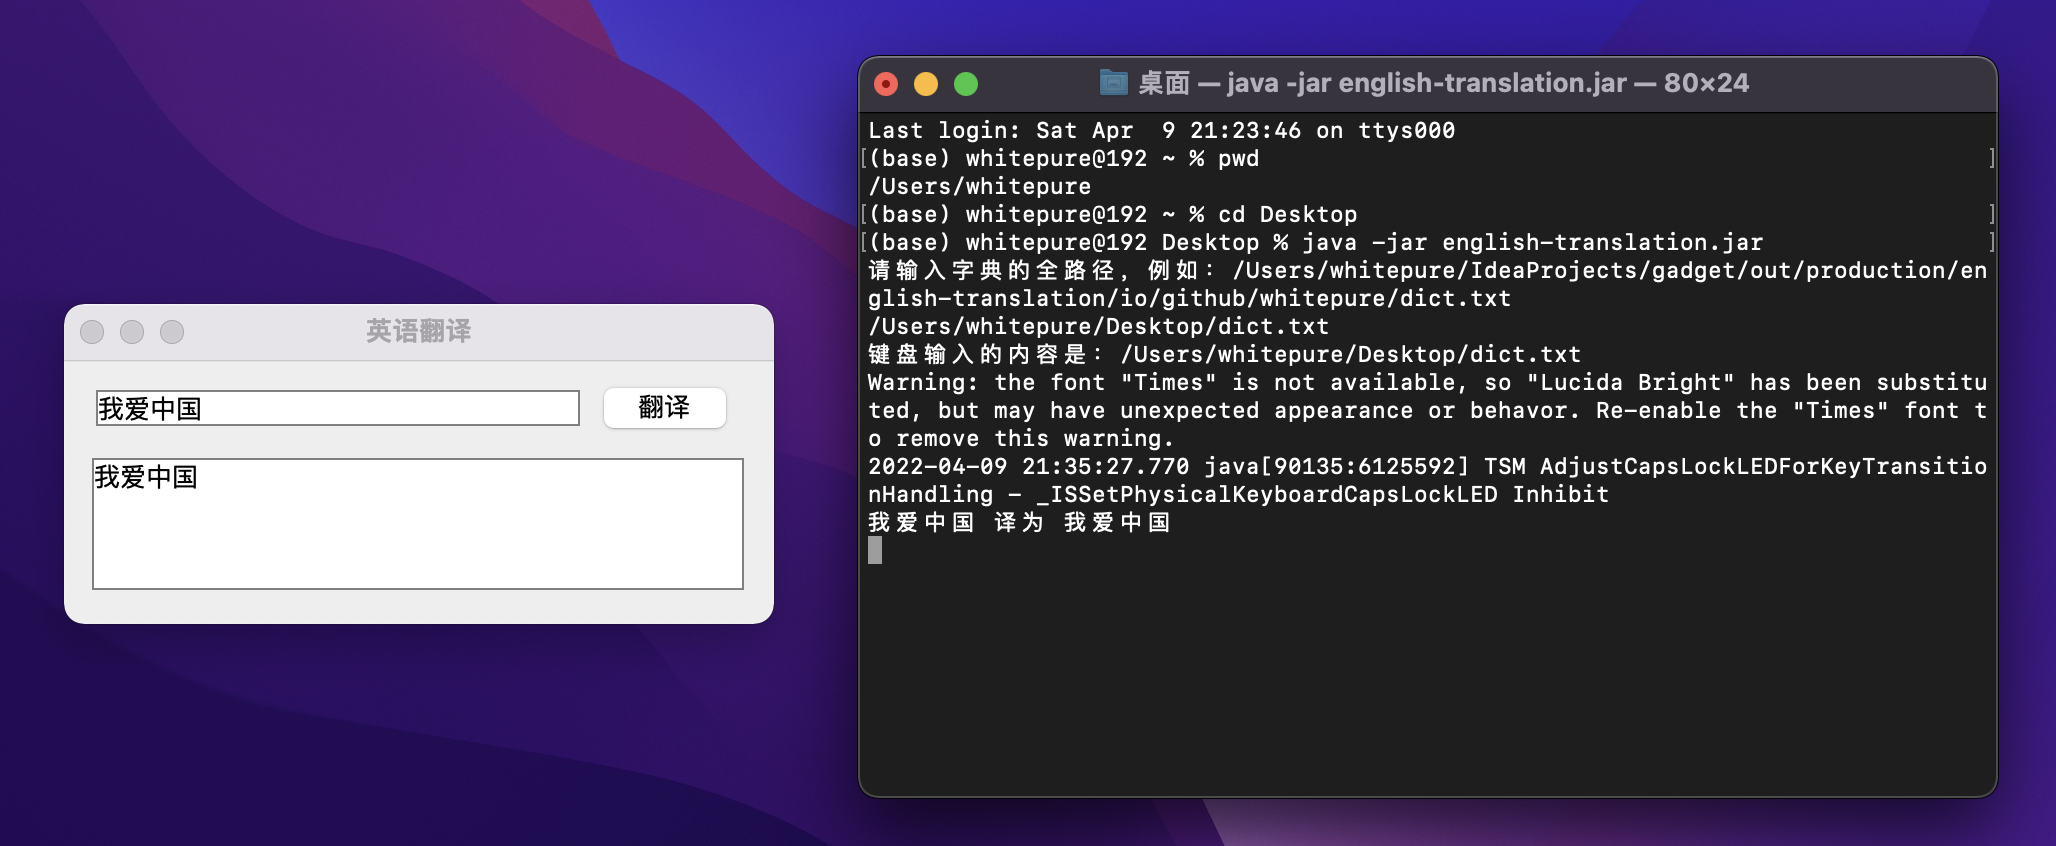 英语翻译
我爱中国
翻译
我爱中国
桌面 — java -jar english-translation.jar — 80×24
Last login: Sat Apr  9 21:23:46 on ttys000
[(base) whitepure@192 ~ % pwd ]
/Users/whitepure
[(base) whitepure@192 ~ % cd Desktop ]
[(base) whitepure@192 Desktop % java -jar english-translation.jar ]
请输入字典的全路径，例如：/Users/whitepure/IdeaProjects/gadget/out/production/en
glish-translation/io/github/whitepure/dict.txt
/Users/whitepure/Desktop/dict.txt
键盘输入的内容是：/Users/whitepure/Desktop/dict.txt
Warning: the font "Times" is not available, so "Lucida Bright" has been substitu
ted, but may have unexpected appearance or behavor. Re-enable the "Times" font t
o remove this warning.
2022-04-09 21:35:27.770 java[90135:6125592] TSM AdjustCapsLockLEDForKeyTransitio
nHandling - _ISSetPhysicalKeyboardCapsLockLED Inhibit
我爱中国 译为 我爱中国